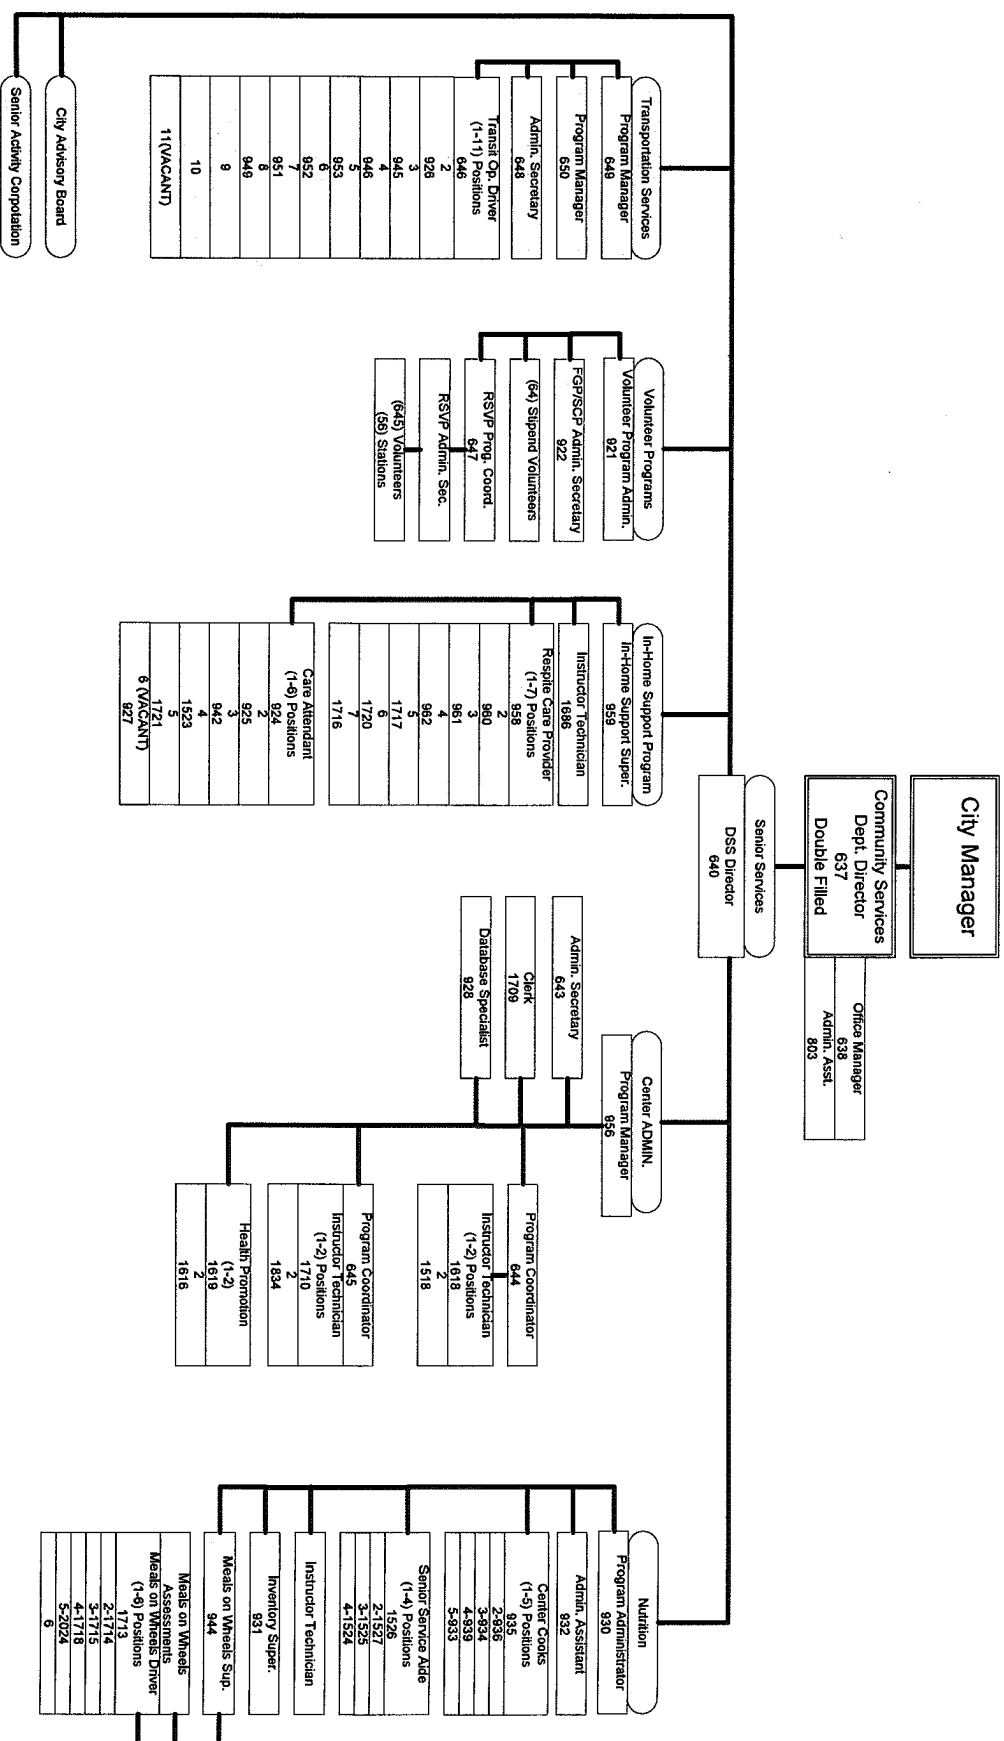 City Manager
Community Services
Dept. Director
637
Double Filled
Office Manager
638
Admin. Asst.
803
Senior Services
DSS Director
640
Transportation Services
Program Manager
649
Program Manager
650
Admin. Secretary
648
Transit Op. Driver
(1-11) Positions
646
2
926
3
945
4
946
5
953
6
952
7
951
8
949
9
10
11(VACANT)
City Advisory Board
Senior Activity Corpotation
Volunteer Programs
Volunteer Program Admin.
921
FGP/SCP Admin. Secretary
922
(64) Stipend Volunteers
RSVP Prog. Coord.
647
RSVP Admin. Sec.
(645) Volunteers
(56) Stations
In-Home Support Program
In-Home Support Super.
959
Instructor Technician
1686
Respite Care Provider
(1-7) Positions
958
2
960
3
961
4
962
5
1717
6
1720
7
1716
Care Attendant
(1-6) Positions
924
2
925
3
942
4
1523
5
1721
6 (VACANT)
927
Center ADMIN.
Program Manager
956
Admin. Secretary
643
Clerk
1709
Database Specialist
928
Program Coordinator
644
Instructor Technician
(1-2) Positions
1618
2
1518
Program Coordinator
645
Instructor Technician
(1-2) Positions
1710
2
1834
Health Promotion
(1-2)
1619
2
1616
Nutrition
Program Administrator
930
Admin. Assistant
932
Center Cooks
(1-5) Positions
935
2-936
3-934
4-939
5-933
Senior Service Aide
(1-4) Positions
1526
2-1527
3-1525
4-1524
Instructor Technician
Inventory Super.
931
Meals on Wheels Sup.
944
Meals on Wheels
Assessments
Meals on Wheels Driver
(1-6) Positions
1713
2-1714
3-1715
4-1718
5-2024
6